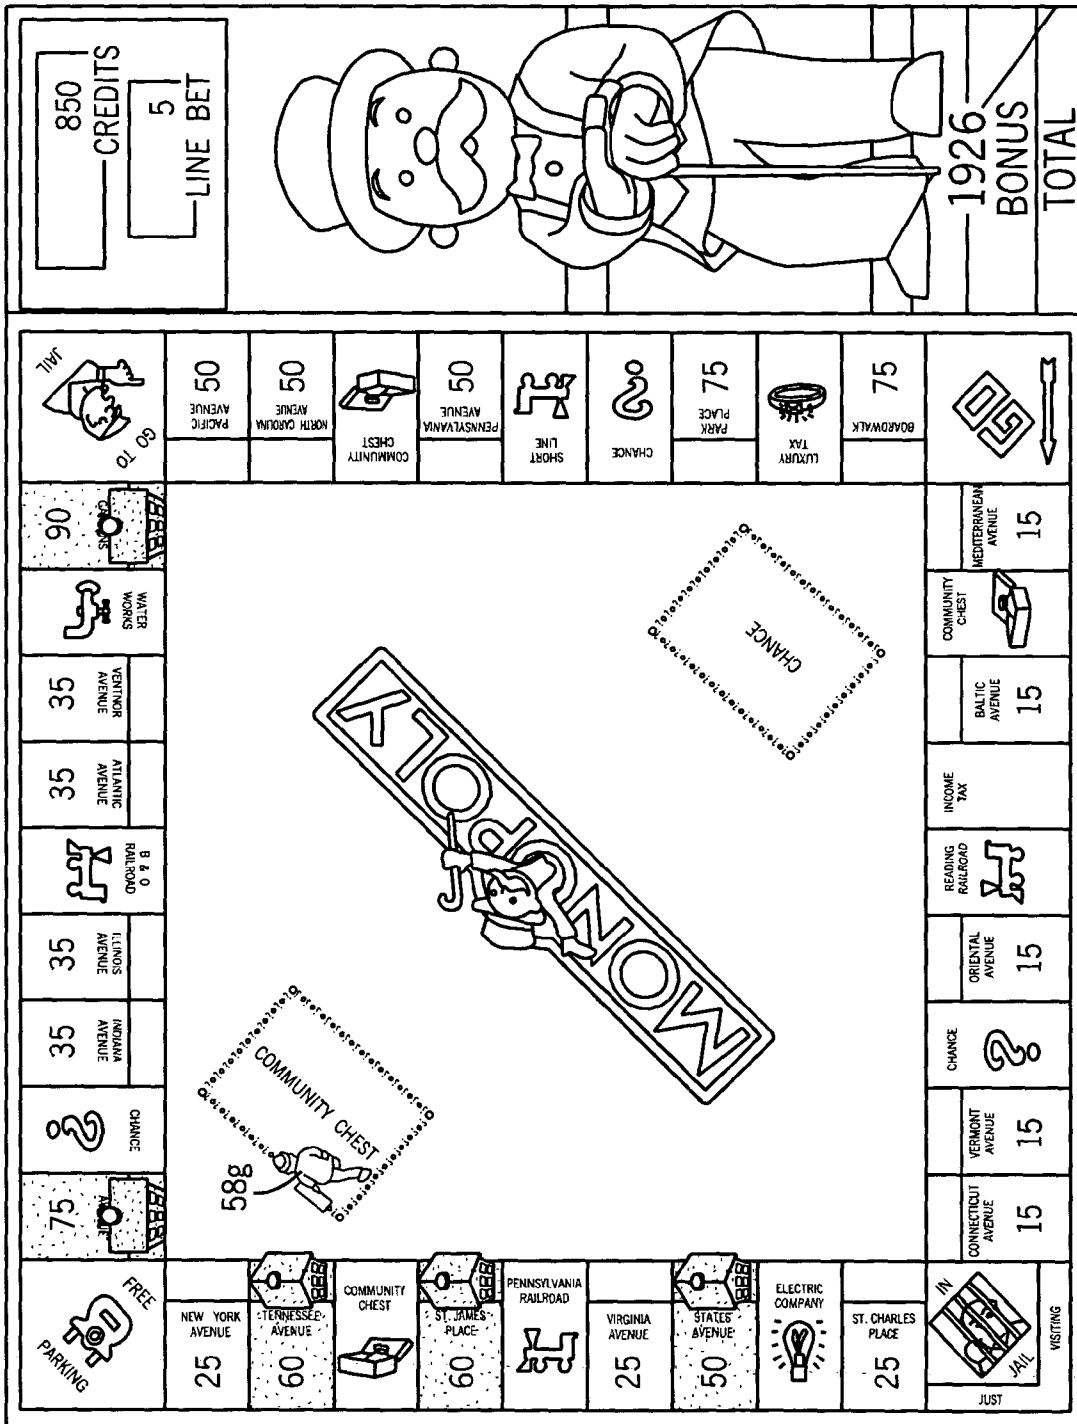 850
CREDITS
5
LINE BET
1926
BONUS
TOTAL
GO TO
JAIL
PACIFIC
AVENUE
50
NORTH CAROLINA
AVENUE
50
COMMUNITY
CHEST
PENNSYLVANIA
AVENUE
50
SHORT
LINE
CHANCE
PARK
PLACE
75
LUXURY
TAX
BOARDWALK
75
GO
MEDITERRANEAN
AVENUE
15
COMMUNITY
CHEST
BALTIC
AVENUE
15
INCOME
TAX
READING
RAILROAD
ORIENTAL
AVENUE
15
CHANCE
VERMONT
AVENUE
15
CONNECTICUT
AVENUE
15
IN
JAIL
JUST
VISITING
ST. CHARLES
PLACE
25
ELECTRIC
COMPANY
STATES
AVENUE
50
VIRGINIA
AVENUE
25
PENNSYLVANIA
RAILROAD
ST. JAMES
PLACE
60
COMMUNITY
CHEST
TENNESSEE
AVENUE
60
NEW YORK
AVENUE
25
FREE
PARKING
75
CHANCE
INDIANA
AVENUE
35
ILLINOIS
AVENUE
35
B & O
RAILROAD
ATLANTIC
AVENUE
35
VENTNOR
AVENUE
35
WATER
WORKS
90
CHANCE
MONOPOLY
COMMUNITY CHEST
58g